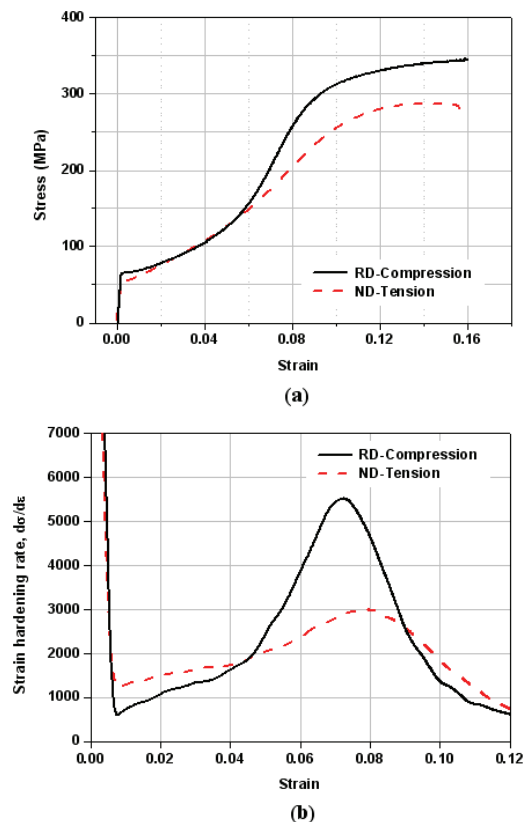 400
300
200
100
0
Stress (MPa)
RD-Compression
ND-Tension
0.00 0.04 0.08 0.12 0.16
Strain
(a)
7000
6000
5000
4000
3000
2000
1000
0
Strain hardening rate, dσ/dε
RD-Compression
ND-Tension
0.00 0.02 0.04 0.06 0.08 0.10 0.12
Strain
(b)